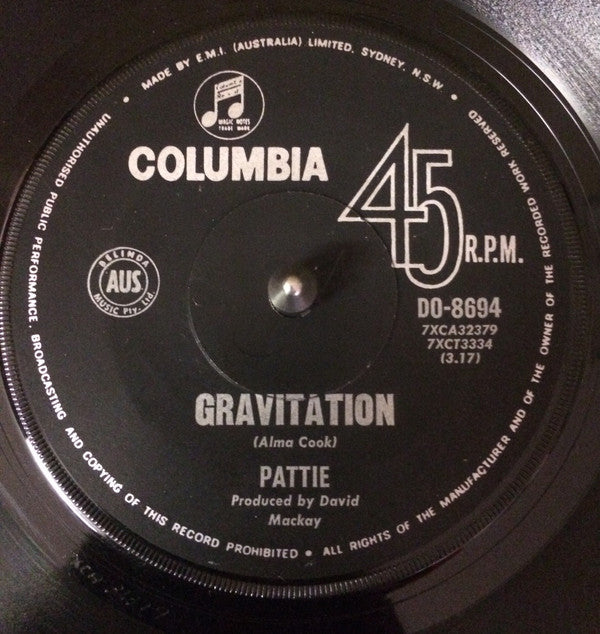 • MADE BY E.M.I. (AUSTRALIA) LIMITED. SYDNEY. N.S.W •
MAGIC NOTES
TRADE MARK
COLUMBIA
45
R.P.M.
BELINDA
AUS
MUSIC PTY. LTD
DO-8694
7XCA32379
7XCT3334
(3.17)
GRAVITATION
(Alma Cook)
PATTIE
Produced by David
Mackay
UNAUTHORISED PUBLIC PERFORMANCE. BROADCASTING AND COPYING OF THIS RECORD PROHIBITED • ALL RIGHTS OF THE MANUFACTURER AND OF THE OWNER OF THE RECORDED WORK RESERVED